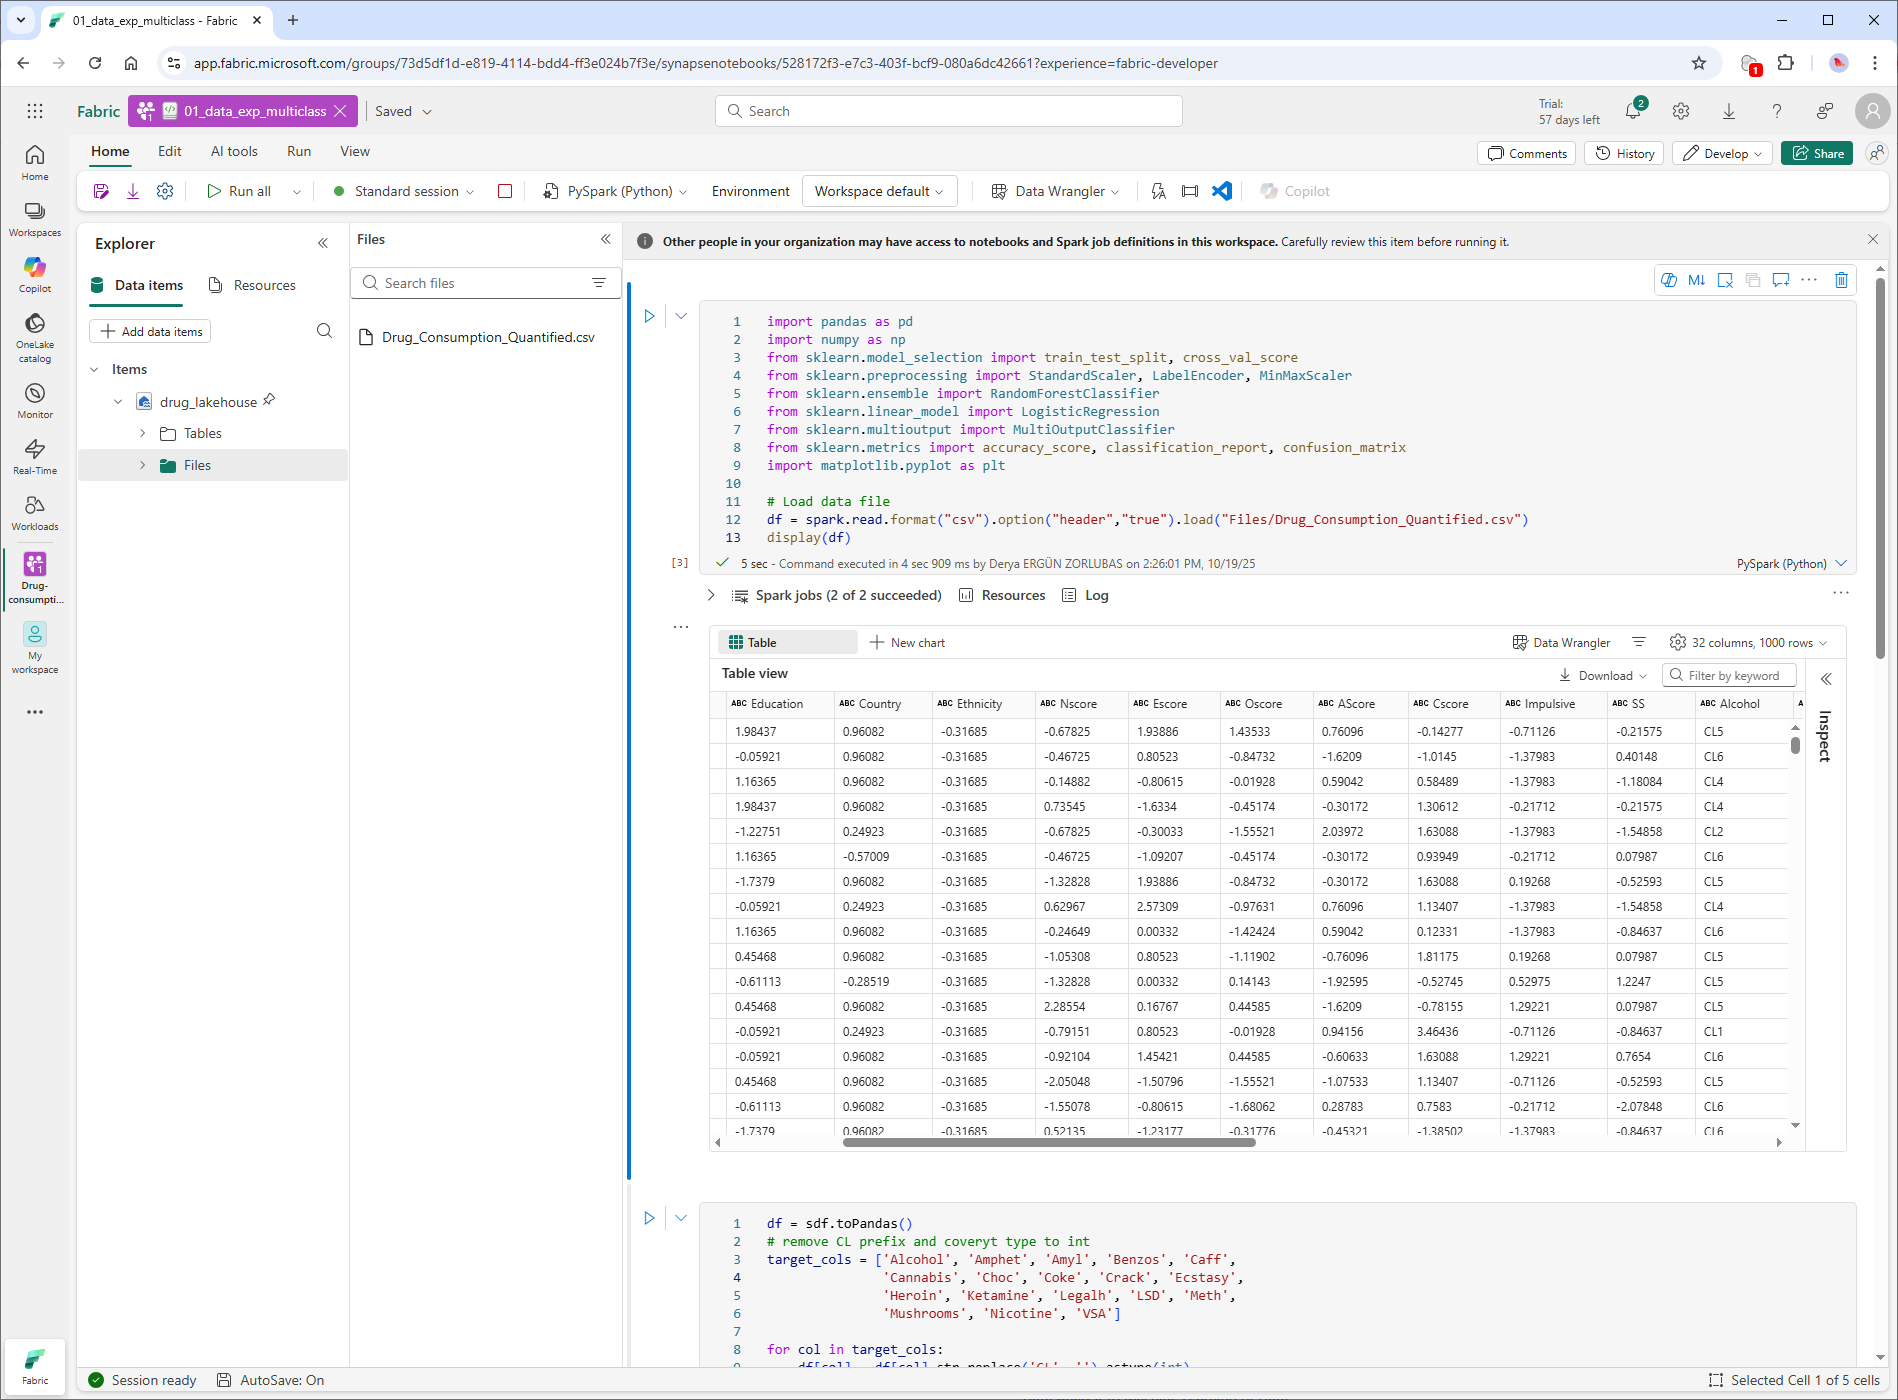 01_data_exp_multiclass - Fabric
app.fabric.microsoft.com/groups/73d5df1d-e819-4114-bdd4-ff3e024b7f3e/synapsenotebooks/528172f3-e7c3-403f-bcf9-080a6dc42661?experience=fabric-developer
1
Fabric
1
01_data_exp_multiclass
Saved
Search
Trial:
57 days left
2
Home
Edit
AI tools
Run
View
Comments
History
Develop
Share
Run all
Standard session
PySpark (Python)
Environment
Workspace default
Data Wrangler
Copilot
Home
Workspaces
Copilot
OneLake
catalog
Monitor
Real-Time
Workloads
1
Drug-
consumpti...
My
workspace
Fabric
Explorer
Data items
Resources
Add data items
Items
drug_lakehouse
Tables
Files
Files
Search files
Drug_Consumption_Quantified.csv
Other people in your organization may have access to notebooks and Spark job definitions in this workspace. Carefully review this item before running it.
M↓
1 import pandas as pd
2 import numpy as np
3 from sklearn.model_selection import train_test_split, cross_val_score
4 from sklearn.preprocessing import StandardScaler, LabelEncoder, MinMaxScaler
5 from sklearn.ensemble import RandomForestClassifier
6 from sklearn.linear_model import LogisticRegression
7 from sklearn.multioutput import MultiOutputClassifier
8 from sklearn.metrics import accuracy_score, classification_report, confusion_matrix
9 import matplotlib.pyplot as plt
10
11 # Load data file
12 df = spark.read.format("csv").option("header","true").load("Files/Drug_Consumption_Quantified.csv")
13 display(df)
[3] 5 sec - Command executed in 4 sec 909 ms by Derya ERGÜN ZORLUBAS on 2:26:01 PM, 10/19/25 PySpark (Python)
Spark jobs (2 of 2 succeeded) Resources Log
Table New chart Data Wrangler 32 columns, 1000 rows
Table view Download Filter by keyword
Inspect
ABC Education ABC Country ABC Ethnicity ABC Nscore ABC Escore ABC Oscore ABC AScore ABC Cscore ABC Impulsive ABC SS ABC Alcohol A
1.98437 0.96082 -0.31685 -0.67825 1.93886 1.43533 0.76096 -0.14277 -0.71126 -0.21575 CL5
-0.05921 0.96082 -0.31685 -0.46725 0.80523 -0.84732 -1.6209 -1.0145 -1.37983 0.40148 CL6
1.16365 0.96082 -0.31685 -0.14882 -0.80615 -0.01928 0.59042 0.58489 -1.37983 -1.18084 CL4
1.98437 0.96082 -0.31685 0.73545 -1.6334 -0.45174 -0.30172 1.30612 -0.21712 -0.21575 CL4
-1.22751 0.24923 -0.31685 -0.67825 -0.30033 -1.55521 2.03972 1.63088 -1.37983 -1.54858 CL2
1.16365 -0.57009 -0.31685 -0.46725 -1.09207 -0.45174 -0.30172 0.93949 -0.21712 0.07987 CL6
-1.7379 0.96082 -0.31685 -1.32828 1.93886 -0.84732 -0.30172 1.63088 0.19268 -0.52593 CL5
-0.05921 0.24923 -0.31685 0.62967 2.57309 -0.97631 0.76096 1.13407 -1.37983 -1.54858 CL4
1.16365 0.96082 -0.31685 -0.24649 0.00332 -1.42424 0.59042 0.12331 -1.37983 -0.84637 CL6
0.45468 0.96082 -0.31685 -1.05308 0.80523 -1.11902 -0.76096 1.81175 0.19268 0.07987 CL5
-0.61113 -0.28519 -0.31685 -1.32828 0.00332 0.14143 -1.92595 -0.52745 0.52975 1.2247 CL5
0.45468 0.96082 -0.31685 2.28554 0.16767 0.44585 -1.6209 -0.78155 1.29221 0.07987 CL5
-0.05921 0.24923 -0.31685 -0.79151 0.80523 -0.01928 0.94156 3.46436 -0.71126 -0.84637 CL1
-0.05921 0.96082 -0.31685 -0.92104 1.45421 0.44585 -0.60633 1.63088 1.29221 0.7654 CL6
0.45468 0.96082 -0.31685 -2.05048 -1.50796 -1.55521 -1.07533 1.13407 -0.71126 -0.52593 CL5
-0.61113 0.96082 -0.31685 -1.55078 -0.80615 -1.68062 0.28783 0.7583 -0.21712 -2.07848 CL6
-1.7379 0.96082 -0.31685 0.52135 -1.23177 -0.31776 -0.45321 -1.38502 -1.37983 -0.84637 CL6
1 df = sdf.toPandas()
2 # remove CL prefix and coveryt type to int
3 target_cols = ['Alcohol', 'Amphet', 'Amyl', 'Benzos', 'Caff',
4 'Cannabis', 'Choc', 'Coke', 'Crack', 'Ecstasy',
5 'Heroin', 'Ketamine', 'Legalh', 'LSD', 'Meth',
6 'Mushrooms', 'Nicotine', 'VSA']
7
8 for col in target_cols:
9 df[col] = df[col].str.replace('CL', '').astype(int)
Session ready
AutoSave: On
Selected Cell 1 of 5 cells